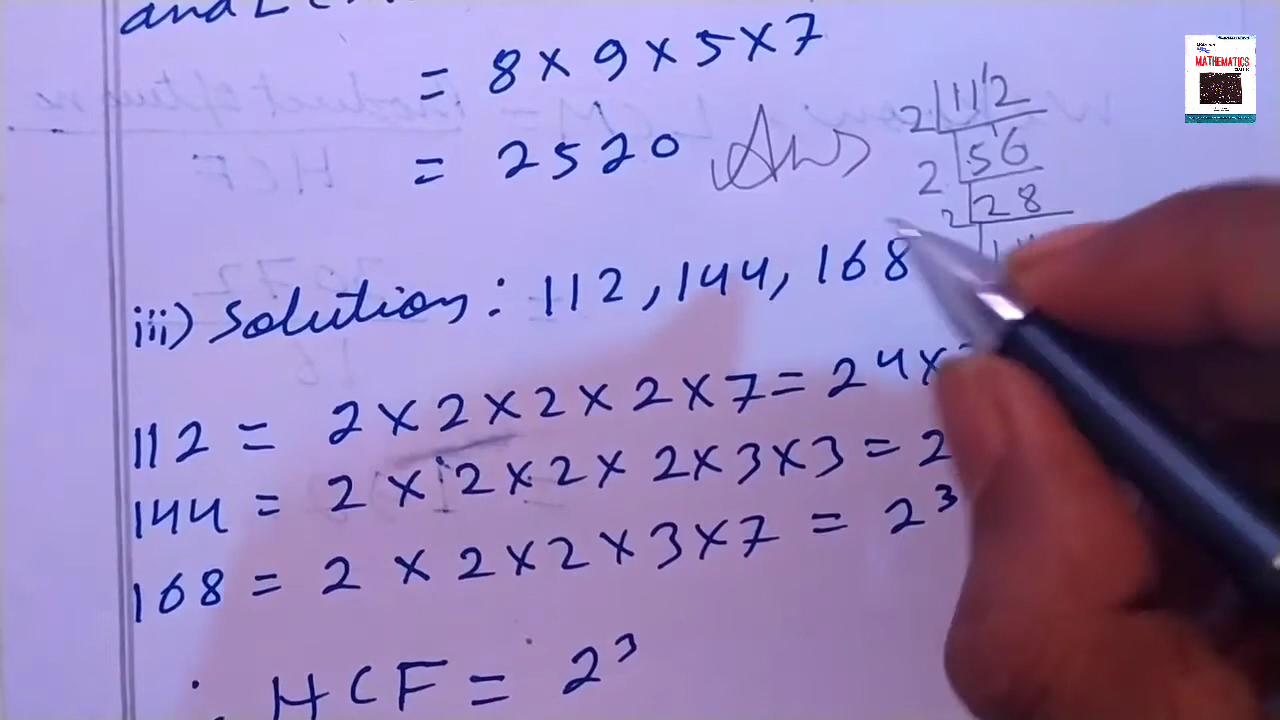 and
= 8 × 9 × 5 × 7
= 2520 Ans
2 | 112
2 | 56
2 | 28
iii) Solution: 112, 144, 168
112 = 2 × 2 × 2 × 2 × 7 = 2⁴ ×
144 = 2 × 2 × 2 × 2 × 3 × 3 = 2
168 = 2 × 2 × 2 × 3 × 7 = 2³
∴ HCF = 2³
MATHEMATICS